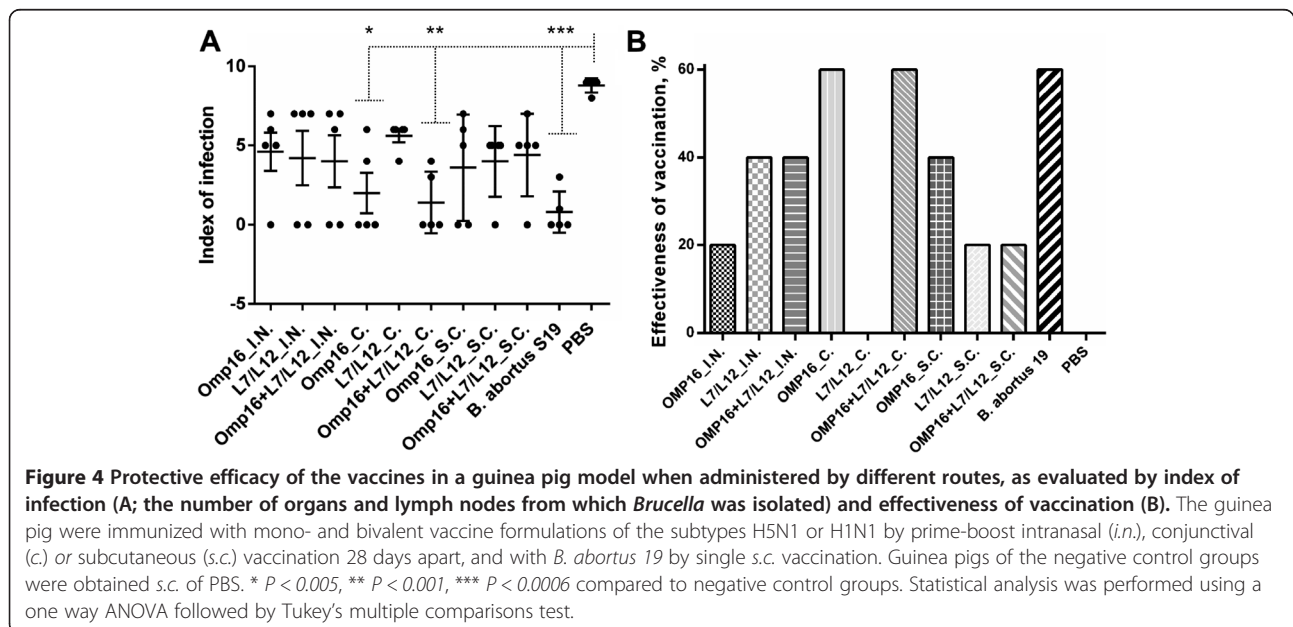 A
* ** ***
10
5
0
-5
Index of infection
Omp16_I.N.
L7/L12_I.N.
Omp16+L7/L12_I.N.
Omp16_C.
L7/L12_C.
Omp16+L7/L12_C.
Omp16_S.C.
L7/L12_S.C.
Omp16+L7/L12_S.C.
B. abortus S19
PBS
B
60
40
20
0
Effectiveness of vaccination, %
OMP16_I.N.
L7/L12_I.N.
OMP16+L7/L12_I.N.
OMP16_C.
L7/L12_C.
OMP16+L7/L12_C.
OMP16_S.C.
L7/L12_S.C.
OMP16+L7/L12_S.C.
B. abortus 19
PBS
Figure 4 Protective efficacy of the vaccines in a guinea pig model when administered by different routes, as evaluated by index of
infection (A; the number of organs and lymph nodes from which Brucella was isolated) and effectiveness of vaccination (B). The guinea
pig were immunized with mono- and bivalent vaccine formulations of the subtypes H5N1 or H1N1 by prime-boost intranasal (i.n.), conjunctival
(c.) or subcutaneous (s.c.) vaccination 28 days apart, and with B. abortus 19 by single s.c. vaccination. Guinea pigs of the negative control groups
were obtained s.c. of PBS. * P < 0.005, ** P < 0.001, *** P < 0.0006 compared to negative control groups. Statistical analysis was performed using a
one way ANOVA followed by Tukey's multiple comparisons test.